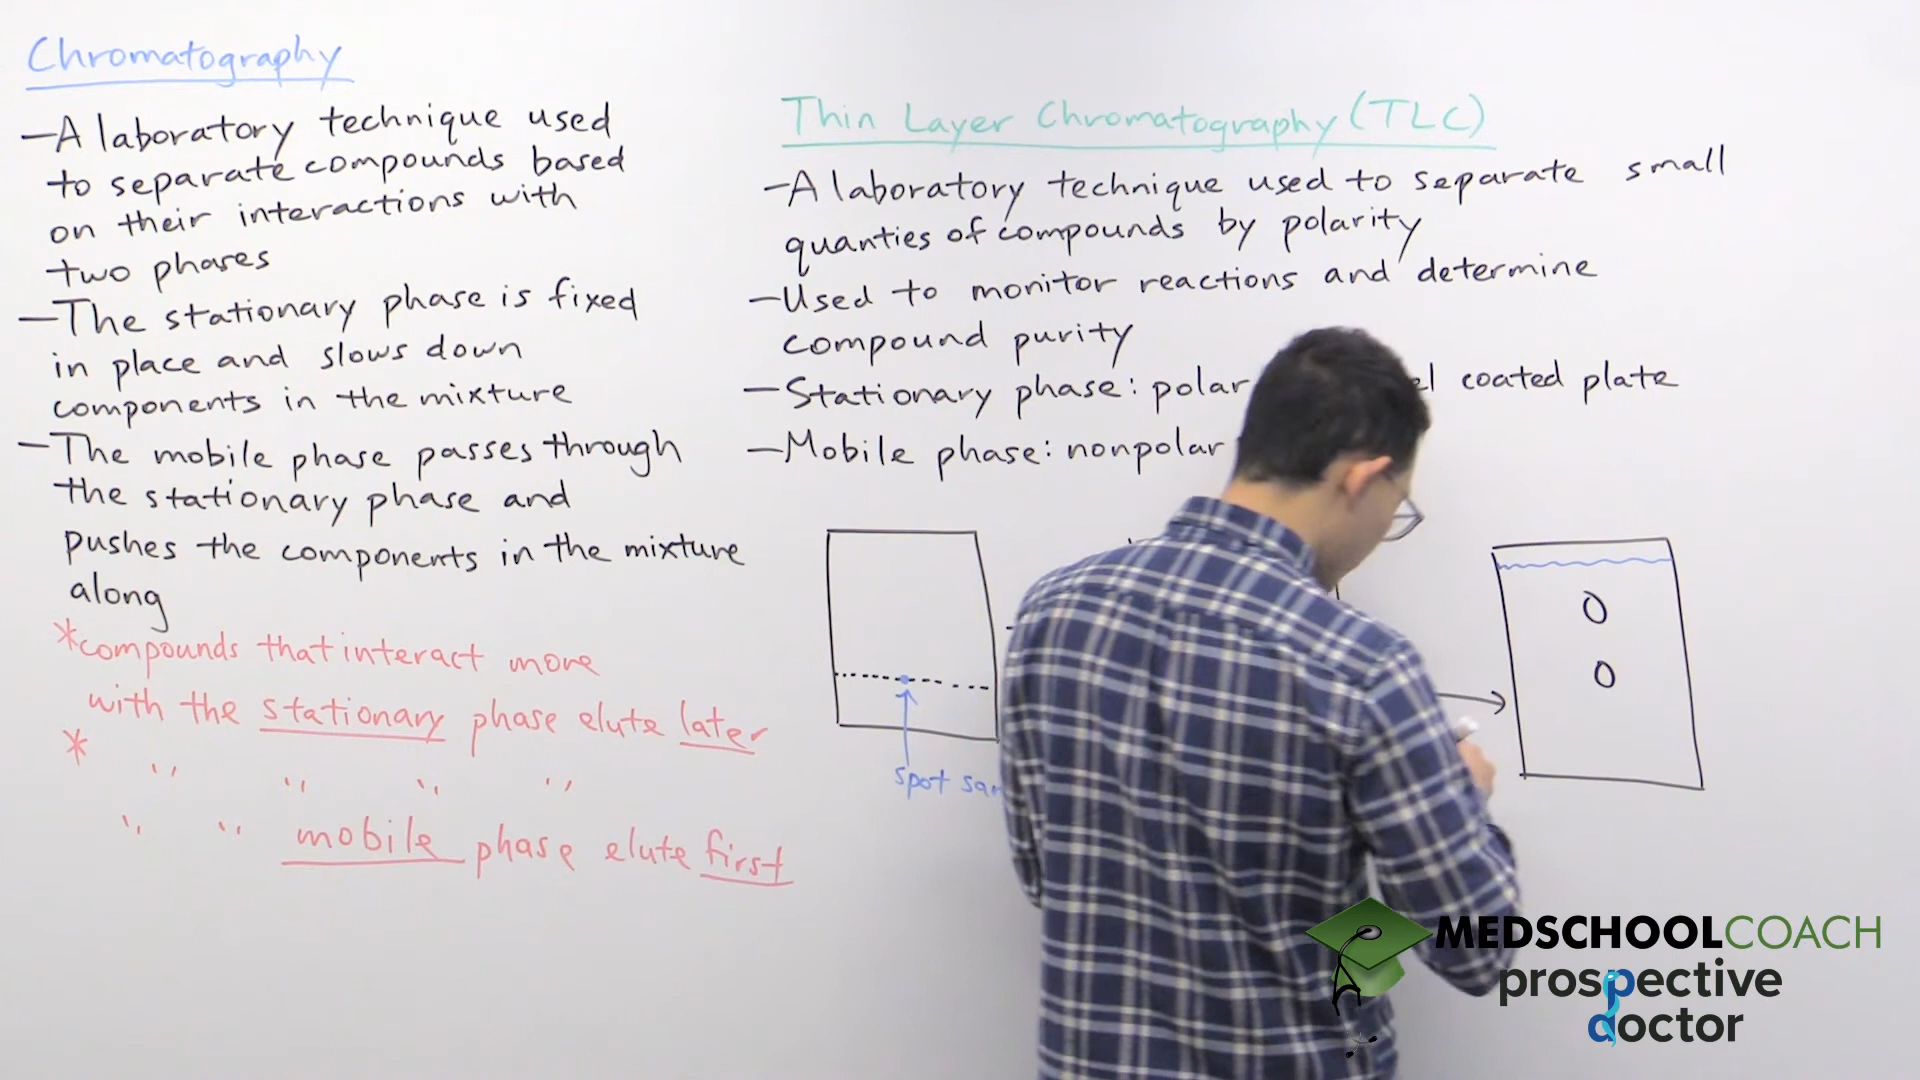 Chromatography
-A laboratory technique used
to separate compounds based
on their interactions with
two phases
-The stationary phase is fixed
in place and slows down
components in the mixture
-The mobile phase passes through
the stationary phase and
pushes the components in the mixture
along
*compounds that interact more
with the stationary phase elute later
* " " " "
" " mobile phase elute first
Thin Layer Chromatography (TLC)
-A laboratory technique used to separate small
quanties of compounds by polarity
-Used to monitor reactions and determine
compound purity
-Stationary phase: polar coated plate
-Mobile phase: nonpolar
spot
MEDSCHOOLCOACH
prospective
doctor